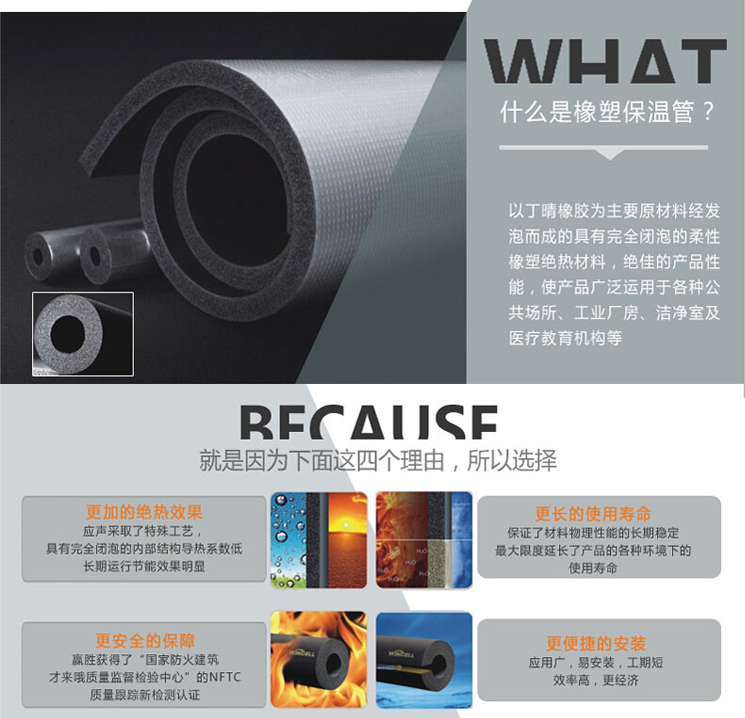 WHAT
什么是橡塑保温管？
以丁晴橡胶为主要原材料经发
泡而成的具有完全闭泡的柔性
橡塑绝热材料，绝佳的产品性
能，使产品广泛运用于各种公
共场所、工业厂房、洁净室及
医疗教育机构等
BECAUSE
就是因为下面这四个理由，所以选择
更加的绝热效果
应声采取了特殊工艺，
具有完全闭泡的内部结构导热系数低
长期运行节能效果明显
H₂O
H₂O
H₂O
更长的使用寿命
保证了材料物理性能的长期稳定
最大限度延长了产品的各种环境下的
使用寿命
更安全的保障
赢胜获得了“国家防火建筑
才来哦质量监督检验中心”的NFTC
质量跟踪新检测认证
WINCELL
WINCELL
更便捷的安装
应用广，易安装，工期短
效率高，更经济